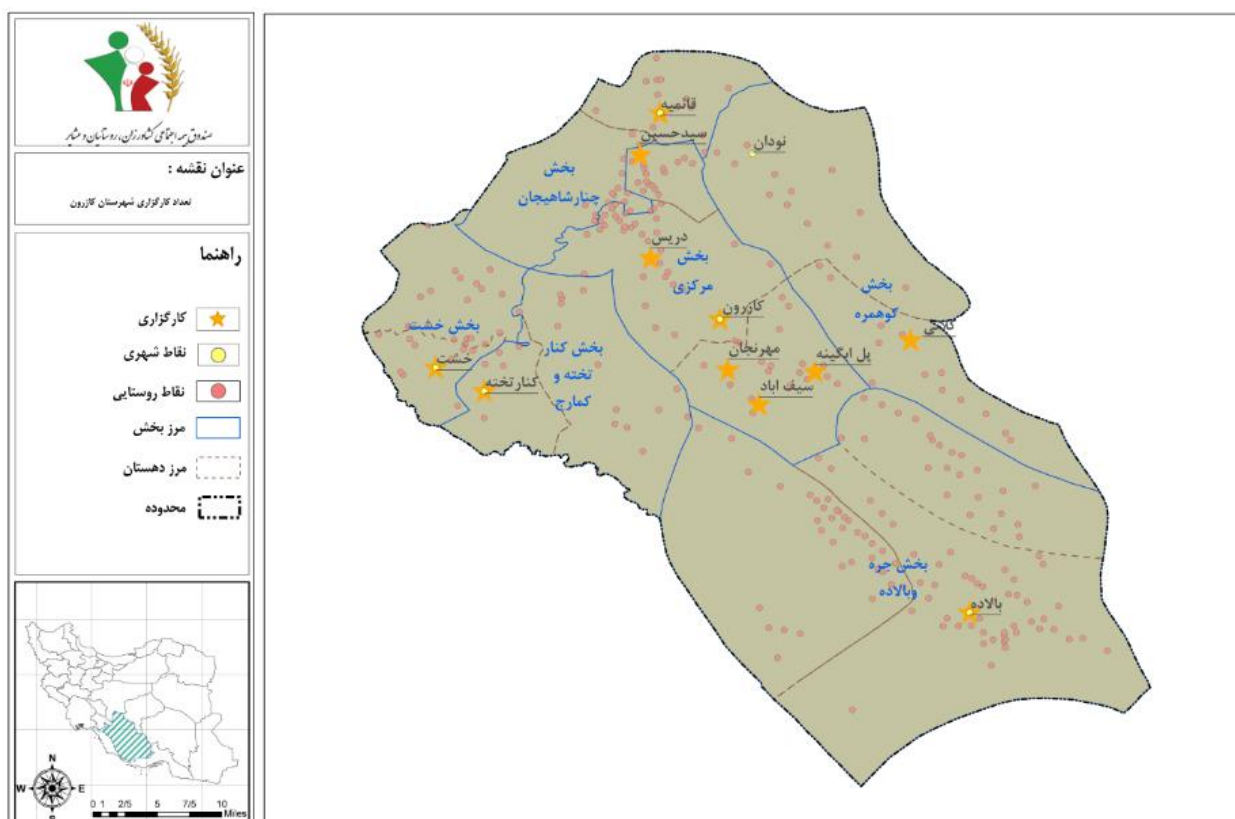 صندوق بیمه اجتماعی کشاورزان، روستاییان و عشایر
عنوان نقشه :
تعداد کارگزاری شهرستان کازرون
راهنما
کارگزاری
نقاط شهری
نقاط روستایی
مرز بخش
مرز دهستان
محدوده
N
W
E
0 1 2/5 5 7/5 10
Miles
قائمیه
سیدحسین
نودان
بخش
چنارشاهیجان
دریس
بخش
مرکزی
بخش
کوهمره
کازرون
مهرنجان
پل ابگینه
سیف اباد
بخش خشت
خشت
کنارتخته
بخش کنار
تخته و
کمارج
بخش جره
وبالاده
بالاده